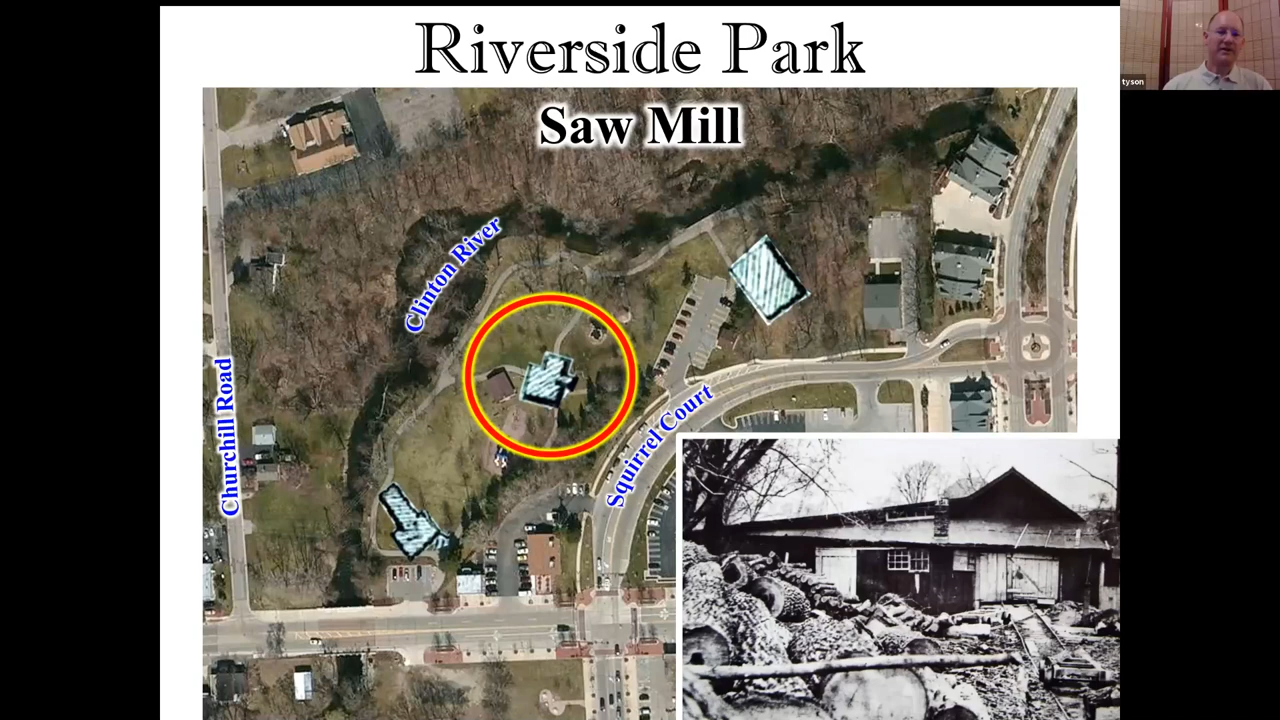 Riverside Park
tyson
Saw Mill
Clinton River
Churchill Road
Squirrel Court